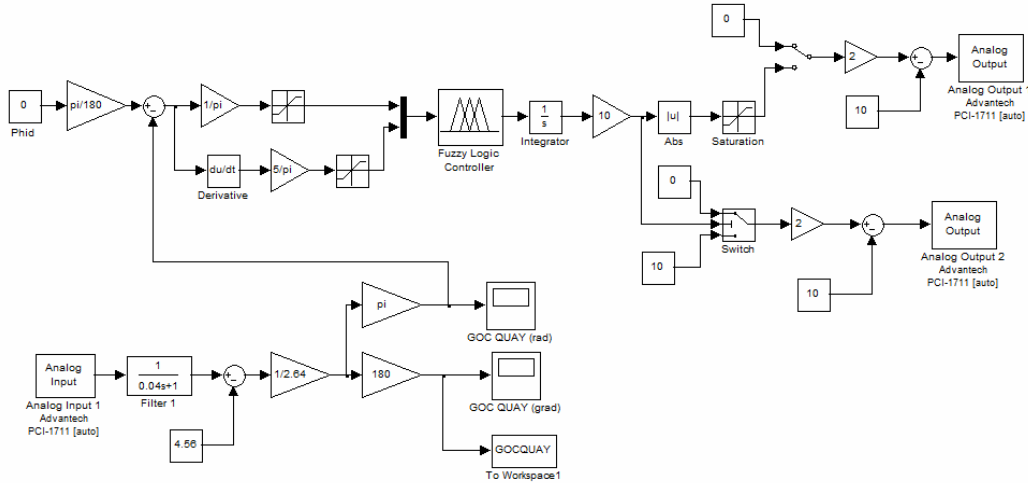 0
Phid
pi/180
1/pi
du/dt
Derivative
5/pi
Fuzzy Logic
Controller
1
s
Integrator
10
|u|
Abs
Saturation
0
2
10
Analog
Output
Analog Output 1
Advantech
PCI-1711 [auto]
0
10
Switch
2
10
Analog
Output
Analog Output 2
Advantech
PCI-1711 [auto]
Analog
Input
Analog Input 1
Advantech
PCI-1711 [auto]
1
0.04s+1
Filter 1
4.56
1/2.64
pi
180
GOC QUAY (rad)
GOC QUAY (grad)
GOCQUAY
To Workspace1